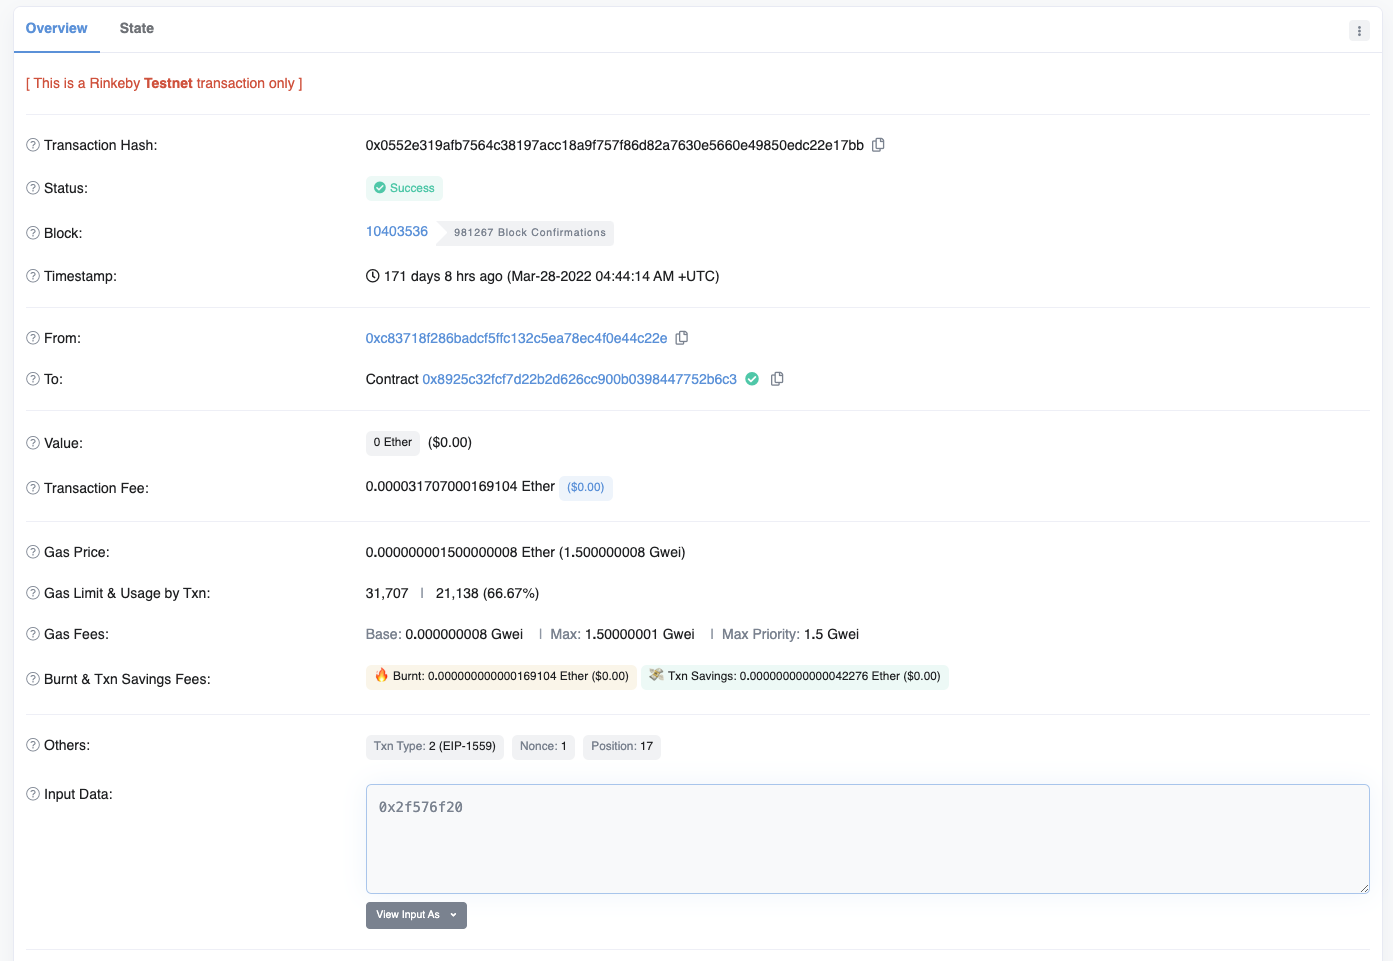 Overview State
[ This is a Rinkeby Testnet transaction only ]
Transaction Hash: 0x0552e319afb7564c38197acc18a9f757f86d82a7630e5660e49850edc22e17bb
Status: Success
Block: 10403536 981267 Block Confirmations
Timestamp: 171 days 8 hrs ago (Mar-28-2022 04:44:14 AM +UTC)
From: 0xc83718f286badcf5ffc132c5ea78ec4f0e44c22e
To: Contract 0x8925c32fcf7d22b2d626cc900b0398447752b6c3
Value: 0 Ether ($0.00)
Transaction Fee: 0.000031707000169104 Ether ($0.00)
Gas Price: 0.000000001500000008 Ether (1.500000008 Gwei)
Gas Limit & Usage by Txn: 31,707 | 21,138 (66.67%)
Gas Fees: Base: 0.000000008 Gwei | Max: 1.50000001 Gwei | Max Priority: 1.5 Gwei
Burnt & Txn Savings Fees: 🔥 Burnt: 0.000000000000169104 Ether ($0.00) 💸 Txn Savings: 0.000000000000042276 Ether ($0.00)
Others: Txn Type: 2 (EIP-1559) Nonce: 1 Position: 17
Input Data: 0x2f576f20
View Input As